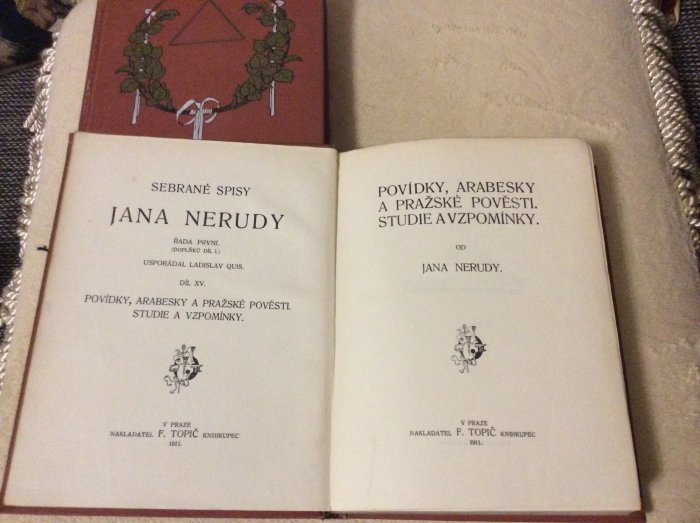 SEBRANÉ SPISY
JANA NERUDY
ŘADA PRVNÍ.
(DOPLŇKŮ DÍL I.)
USPOŘÁDAL LADISLAV QUIS.
DÍL XV.
POVÍDKY, ARABESKY A PRAŽSKÉ POVĚSTI.
STUDIE A VZPOMÍNKY.
V PRAZE
NAKLADATEL F. TOPIČ KNIHKUPEC
1911.
POVÍDKY, ARABESKY
A PRAŽSKÉ POVĚSTI.
STUDIE A VZPOMÍNKY.
OD
JANA NERUDY.
V PRAZE
NAKLADATEL F. TOPIČ KNIHKUPEC
1911.